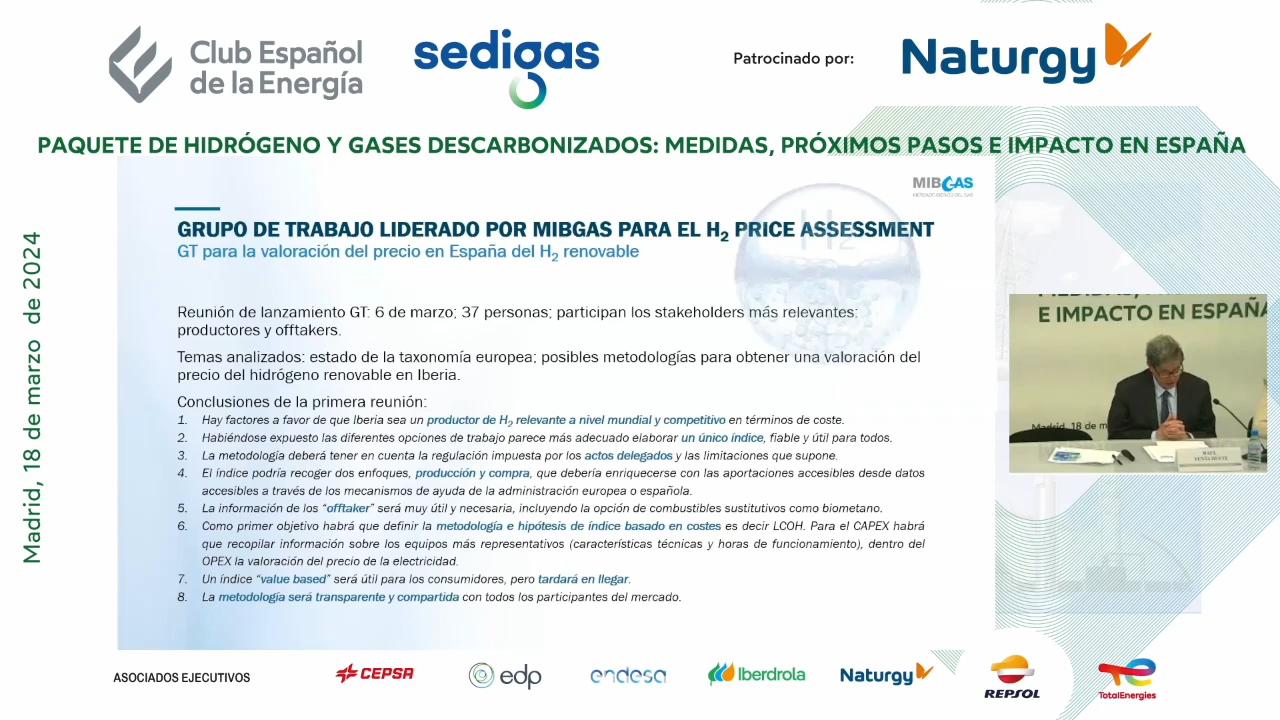 Club Español
de la Energía
sedigas
Patrocinado por:
Naturgy
PAQUETE DE HIDRÓGENO Y GASES DESCARBONIZADOS: MEDIDAS, PRÓXIMOS PASOS E IMPACTO EN ESPAÑA
Madrid, 18 de marzo de 2024
MIBGAS
MERCADO IBÉRICO DEL GAS
H2
GRUPO DE TRABAJO LIDERADO POR MIBGAS PARA EL H2 PRICE ASSESSMENT
GT para la valoración del precio en España del H2 renovable
Reunión de lanzamiento GT: 6 de marzo; 37 personas; participan los stakeholders más relevantes:
productores y offtakers.
Temas analizados: estado de la taxonomía europea; posibles metodologías para obtener una valoración del
precio del hidrógeno renovable en Iberia.
Conclusiones de la primera reunión:
1. Hay factores a favor de que Iberia sea un productor de H2 relevante a nivel mundial y competitivo en términos de coste.
2. Habiéndose expuesto las diferentes opciones de trabajo parece más adecuado elaborar un único índice, fiable y útil para todos.
3. La metodología deberá tener en cuenta la regulación impuesta por los actos delegados y las limitaciones que supone.
4. El índice podría recoger dos enfoques, producción y compra, que debería enriquecerse con las aportaciones accesibles desde datos
accesibles a través de los mecanismos de ayuda de la administración europea o española.
5. La información de los "offtaker" será muy útil y necesaria, incluyendo la opción de combustibles sustitutivos como biometano.
6. Como primer objetivo habrá que definir la metodología e hipótesis de índice basado en costes es decir LCOH. Para el CAPEX habrá
que recopilar información sobre los equipos más representativos (características técnicas y horas de funcionamiento), dentro del
OPEX la valoración del precio de la electricidad.
7. Un índice "value based" será útil para los consumidores, pero tardará en llegar.
8. La metodología será transparente y compartida con todos los participantes del mercado.
E IMPACTO EN ESPAÑA
Madrid, 18 de m
RAÚL
ASOCIADOS EJECUTIVOS
CEPSA
edp
endesa
Iberdrola
Naturgy
REPSOL
TotalEnergies